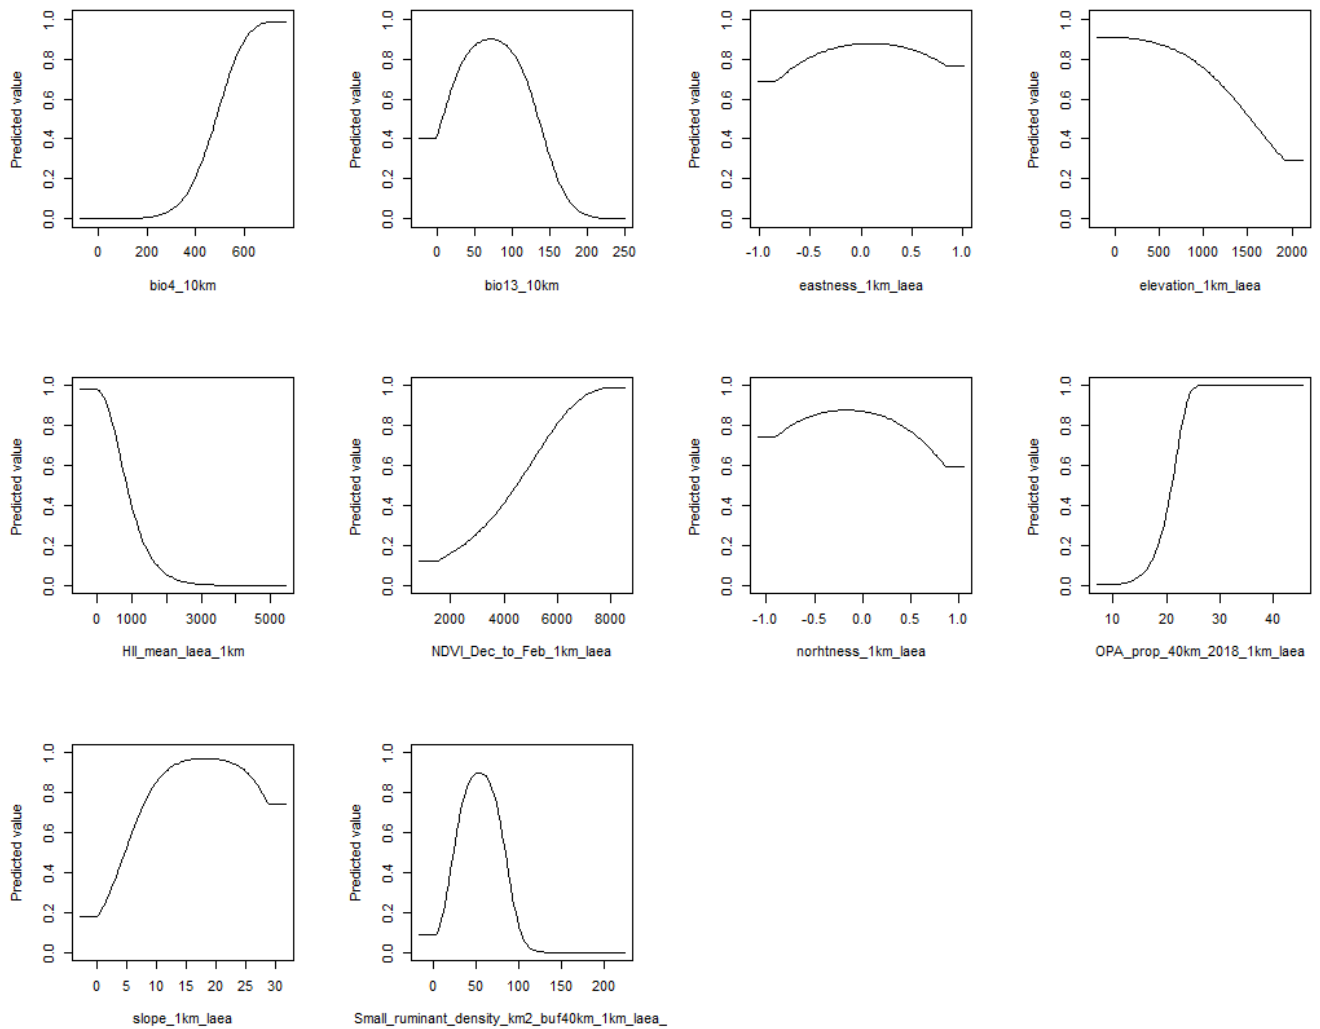 Predicted value
1.0
0.8
0.6
0.4
0.2
0.0
0 200 400 600
bio4_10km
Predicted value
1.0
0.8
0.6
0.4
0.2
0.0
0 50 100 150 200 250
bio13_10km
Predicted value
1.0
0.8
0.6
0.4
0.2
0.0
-1.0 -0.5 0.0 0.5 1.0
eastness_1km_laea
Predicted value
1.0
0.8
0.6
0.4
0.2
0.0
0 500 1000 1500 2000
elevation_1km_laea
Predicted value
1.0
0.8
0.6
0.4
0.2
0.0
0 1000 3000 5000
HII_mean_laea_1km
Predicted value
1.0
0.8
0.6
0.4
0.2
0.0
2000 4000 6000 8000
NDVI_Dec_to_Feb_1km_laea
Predicted value
1.0
0.8
0.6
0.4
0.2
0.0
-1.0 -0.5 0.0 0.5 1.0
norhtness_1km_laea
Predicted value
1.0
0.8
0.6
0.4
0.2
0.0
10 20 30 40
OPA_prop_40km_2018_1km_laea
Predicted value
1.0
0.8
0.6
0.4
0.2
0.0
0 5 10 15 20 25 30
slope_1km_laea
Predicted value
1.0
0.8
0.6
0.4
0.2
0.0
0 50 100 150 200
Small_ruminant_density_km2_buf40km_1km_laea_